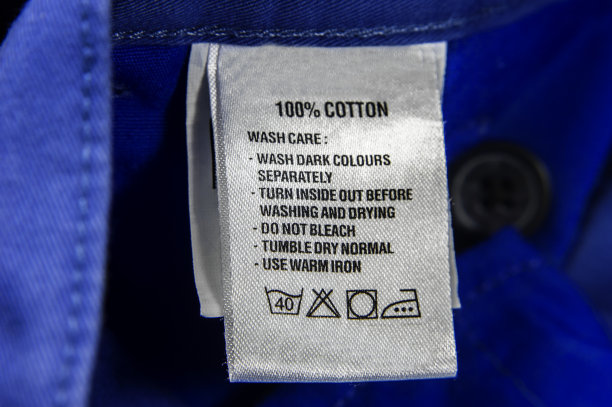 100% COTTON
WASH CARE :
- WASH DARK COLOURS
SEPARATELY
- TURN INSIDE OUT BEFORE
WASHING AND DRYING
- DO NOT BLEACH
- TUMBLE DRY NORMAL
- USE WARM IRON
40